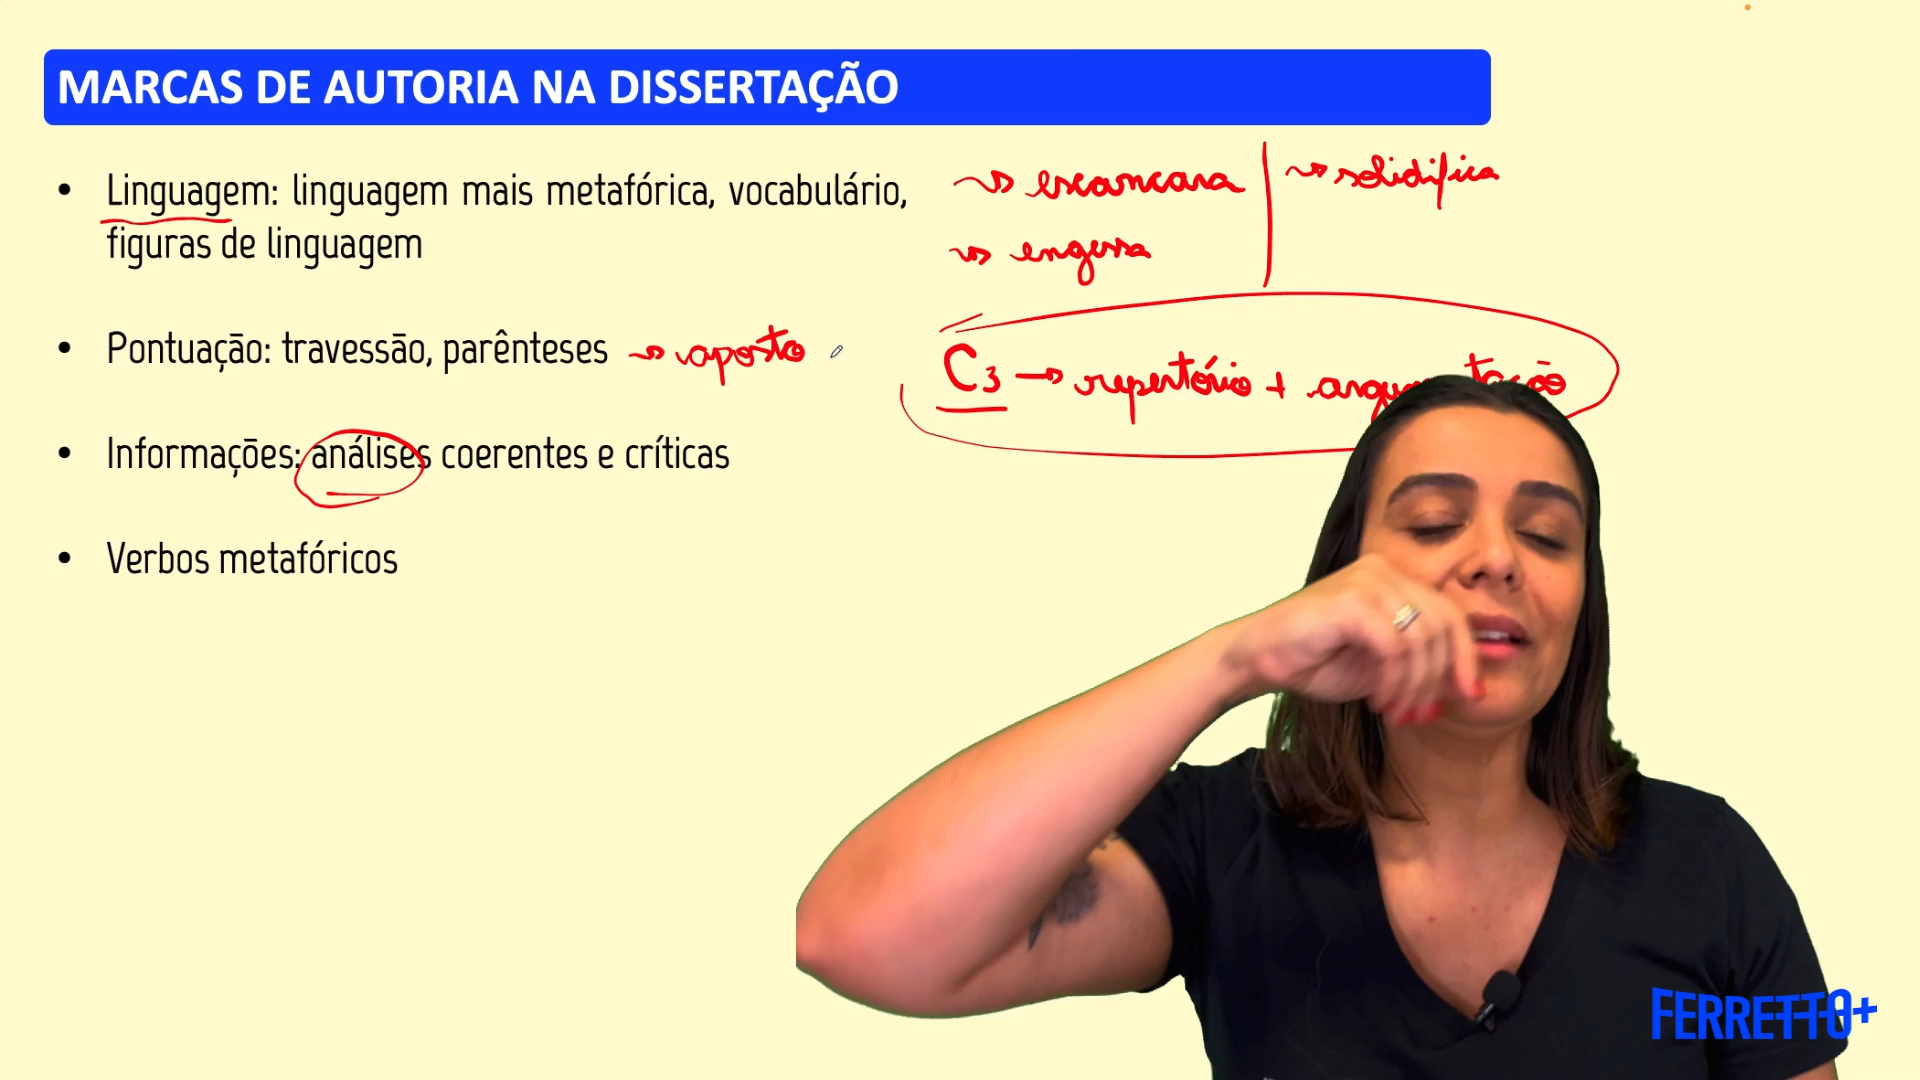 MARCAS DE AUTORIA NA DISSERTAÇÃO
• Linguagem: linguagem mais metafórica, vocabulário,
figuras de linguagem
→ escancara
→ solidifica
→ engessa
• Pontuação: travessão, parênteses → aposto
C3 → repertório +
• Informações: análises coerentes e críticas
• Verbos metafóricos
FERRETTO+